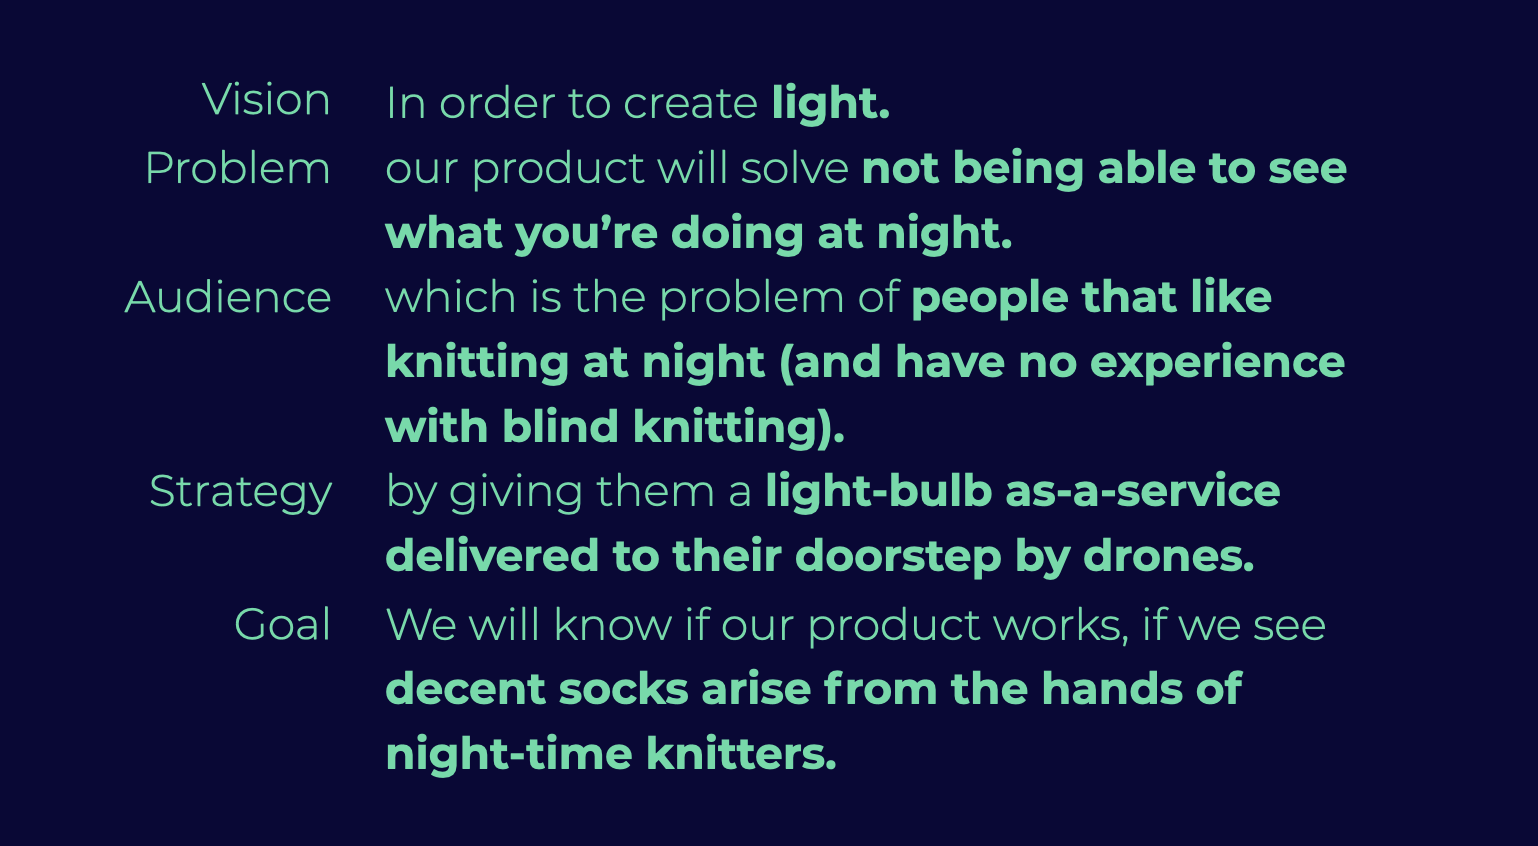 Vision In order to create light.
Problem our product will solve not being able to see
what you’re doing at night.
Audience which is the problem of people that like
knitting at night (and have no experience
with blind knitting).
Strategy by giving them a light-bulb as-a-service
delivered to their doorstep by drones.
Goal We will know if our product works, if we see
decent socks arise from the hands of
night-time knitters.